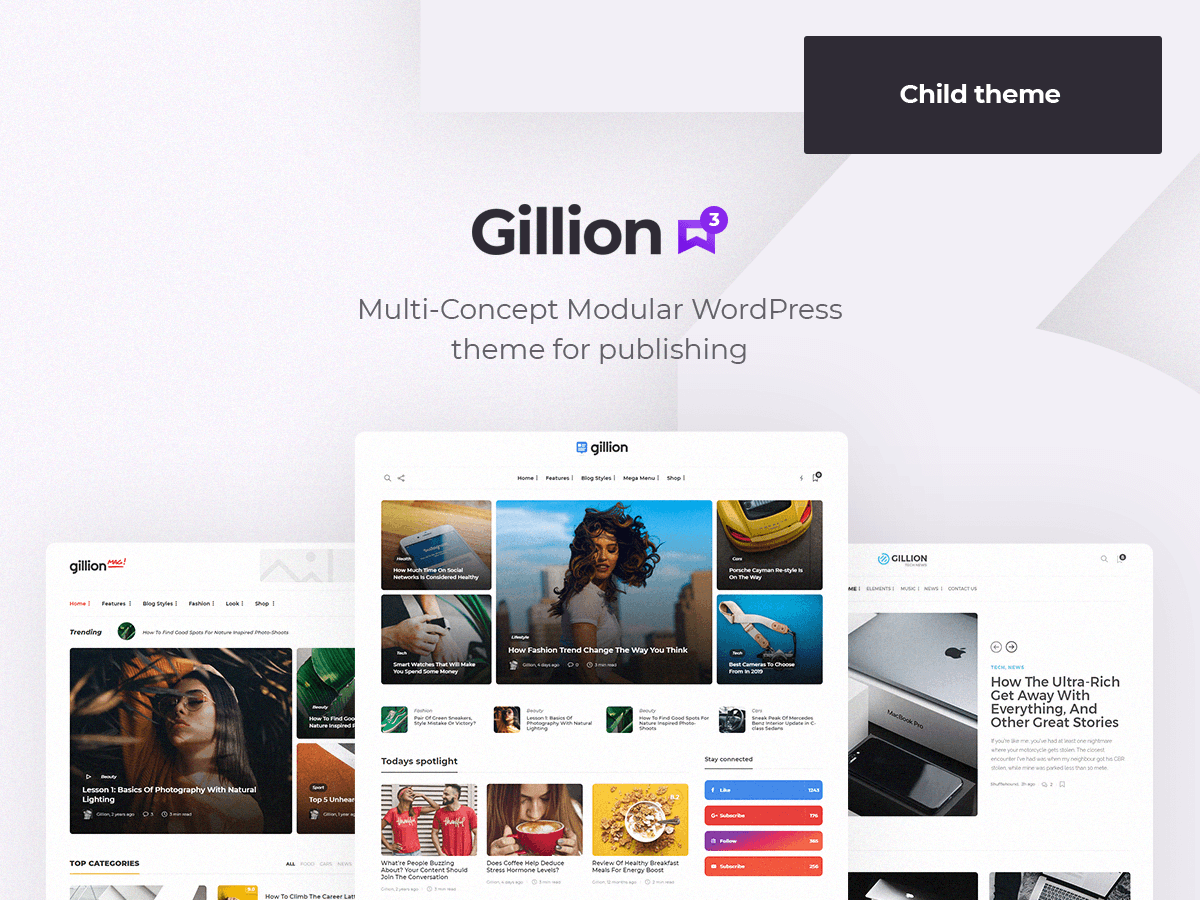 Child theme
Gillion 3
Multi-Concept Modular WordPress
theme for publishing
gillion
Home
Features
Blog Styles
Mega Menu
Shop
0
Health
How Much Time On Social
Networks Is Considered Healthy
Tech
Smart Watches That Will Make
You Spend Some Money
Lifestyle
How Fashion Trend Change The Way You Think
Gillion, 4 days ago
0
3 min read
Cars
Porsche Cayman Re-style Is
On The Way
Tech
Best Cameras To Choose
From In 2019
Fashion
Pair Of Green Sneakers,
Style Mistake Or Victory?
Beauty
Lesson 1: Basics Of
Photography With Natural
Lighting
Beauty
How To Find Good Spots For
Nature Inspired Photo-
Shoots
Cars
Sneak Peak Of Mercedes
Benz Interior Update in C-
class Sedans
Todays spotlight
What're People Buzzing
About? Your Content Should
Join The Conversation
Gillion, 2 years ago
3 min read
Does Coffee Help Deduce
Stress Hormone Levels?
Gillion, 4 days ago
3 min read
8.2
Review Of Healthy Breakfast
Meals For Energy Boost
Gillion, 12 months ago
2 min read
Stay connected
Like 1243
G+ Subscribe 176
Follow 365
Subscribe 256
gillion MAG!
Home
Features
Blog Styles
Fashion
Look
Shop
Trending
How To Find Good Spots For Nature Inspired Photo-Shoots
Beauty
Lesson 1: Basics Of Photography With Natural
Lighting
Gillion, 2 years ago
3
3 min read
Beauty
How To Find Goo
Nature Inspired P
Sport
Top 5 Unhear
Gillion, 1 year ag
TOP CATEGORIES
ALL FOOD CARS NEWS
8.0
How To Climb The Career Latt
GILLION
TECH NEWS
0
ME
ELEMENTS
MUSIC
NEWS
CONTACT US
MacBook Pro
TECH, NEWS
How The Ultra-Rich
Get Away With
Everything, And
Other Great Stories
If you're like me, you've had at least one nightmare
where your motorcycle gets stolen. The closest
encounter I've had was when my neighbour got his CBR
stolen, while mine was parked less than 50 mete.
Shufflehound, 2h ago
2